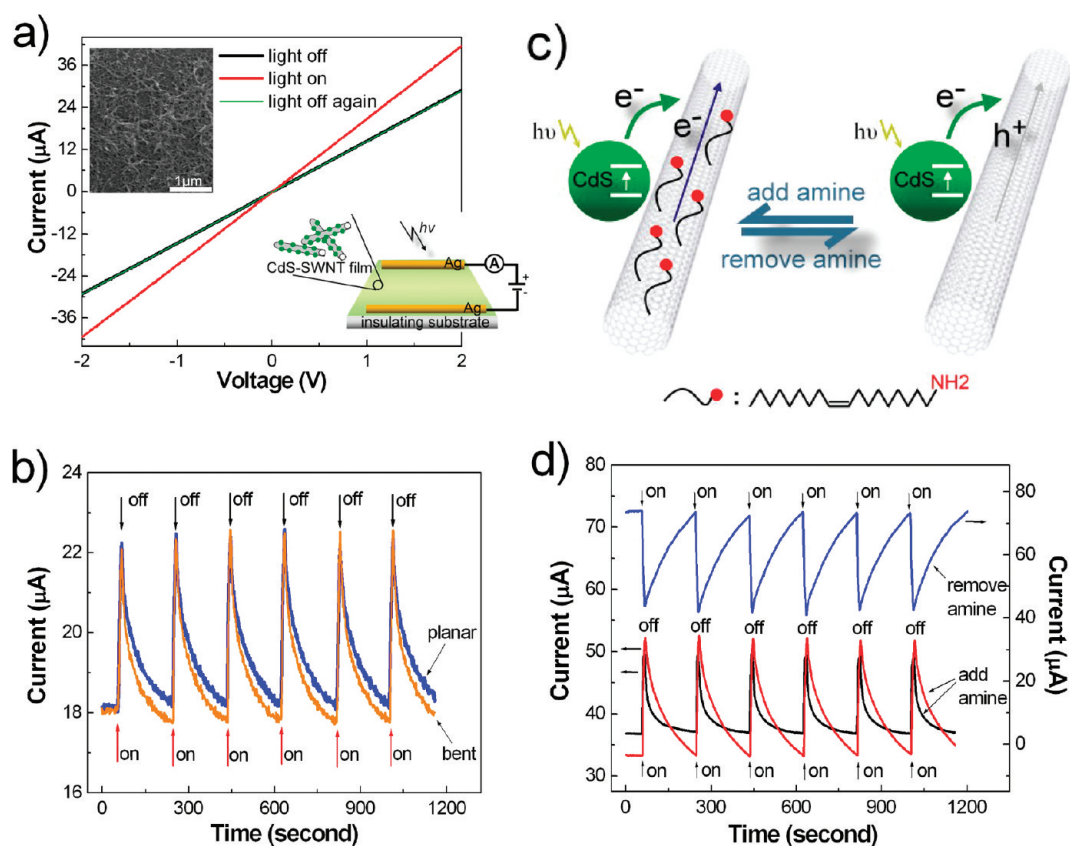 a)
Current (µA)
36
24
12
0
-12
-24
-36
light off
light on
light off again
1µm
hν
CdS-SWNT film
Ag
A
+
-
Ag
insulating substrate
-2
-1
0
1
2
Voltage (V)
c)
e-
hυ
CdS
e-
add amine
remove amine
e-
hυ
CdS
h+
:
NH2
b)
Current (µA)
24
22
20
18
16
off off off off off off
planar
bent
on on on on on on
0 300 600 900 1200
Time (second)
d)
Current (µA)
80
70
60
50
40
30
on on on on on on
remove
amine
off off off off off off
add
amine
on on on on on on
80
60
40
20
0
Current (µA)
0 300 600 900 1200
Time (second)